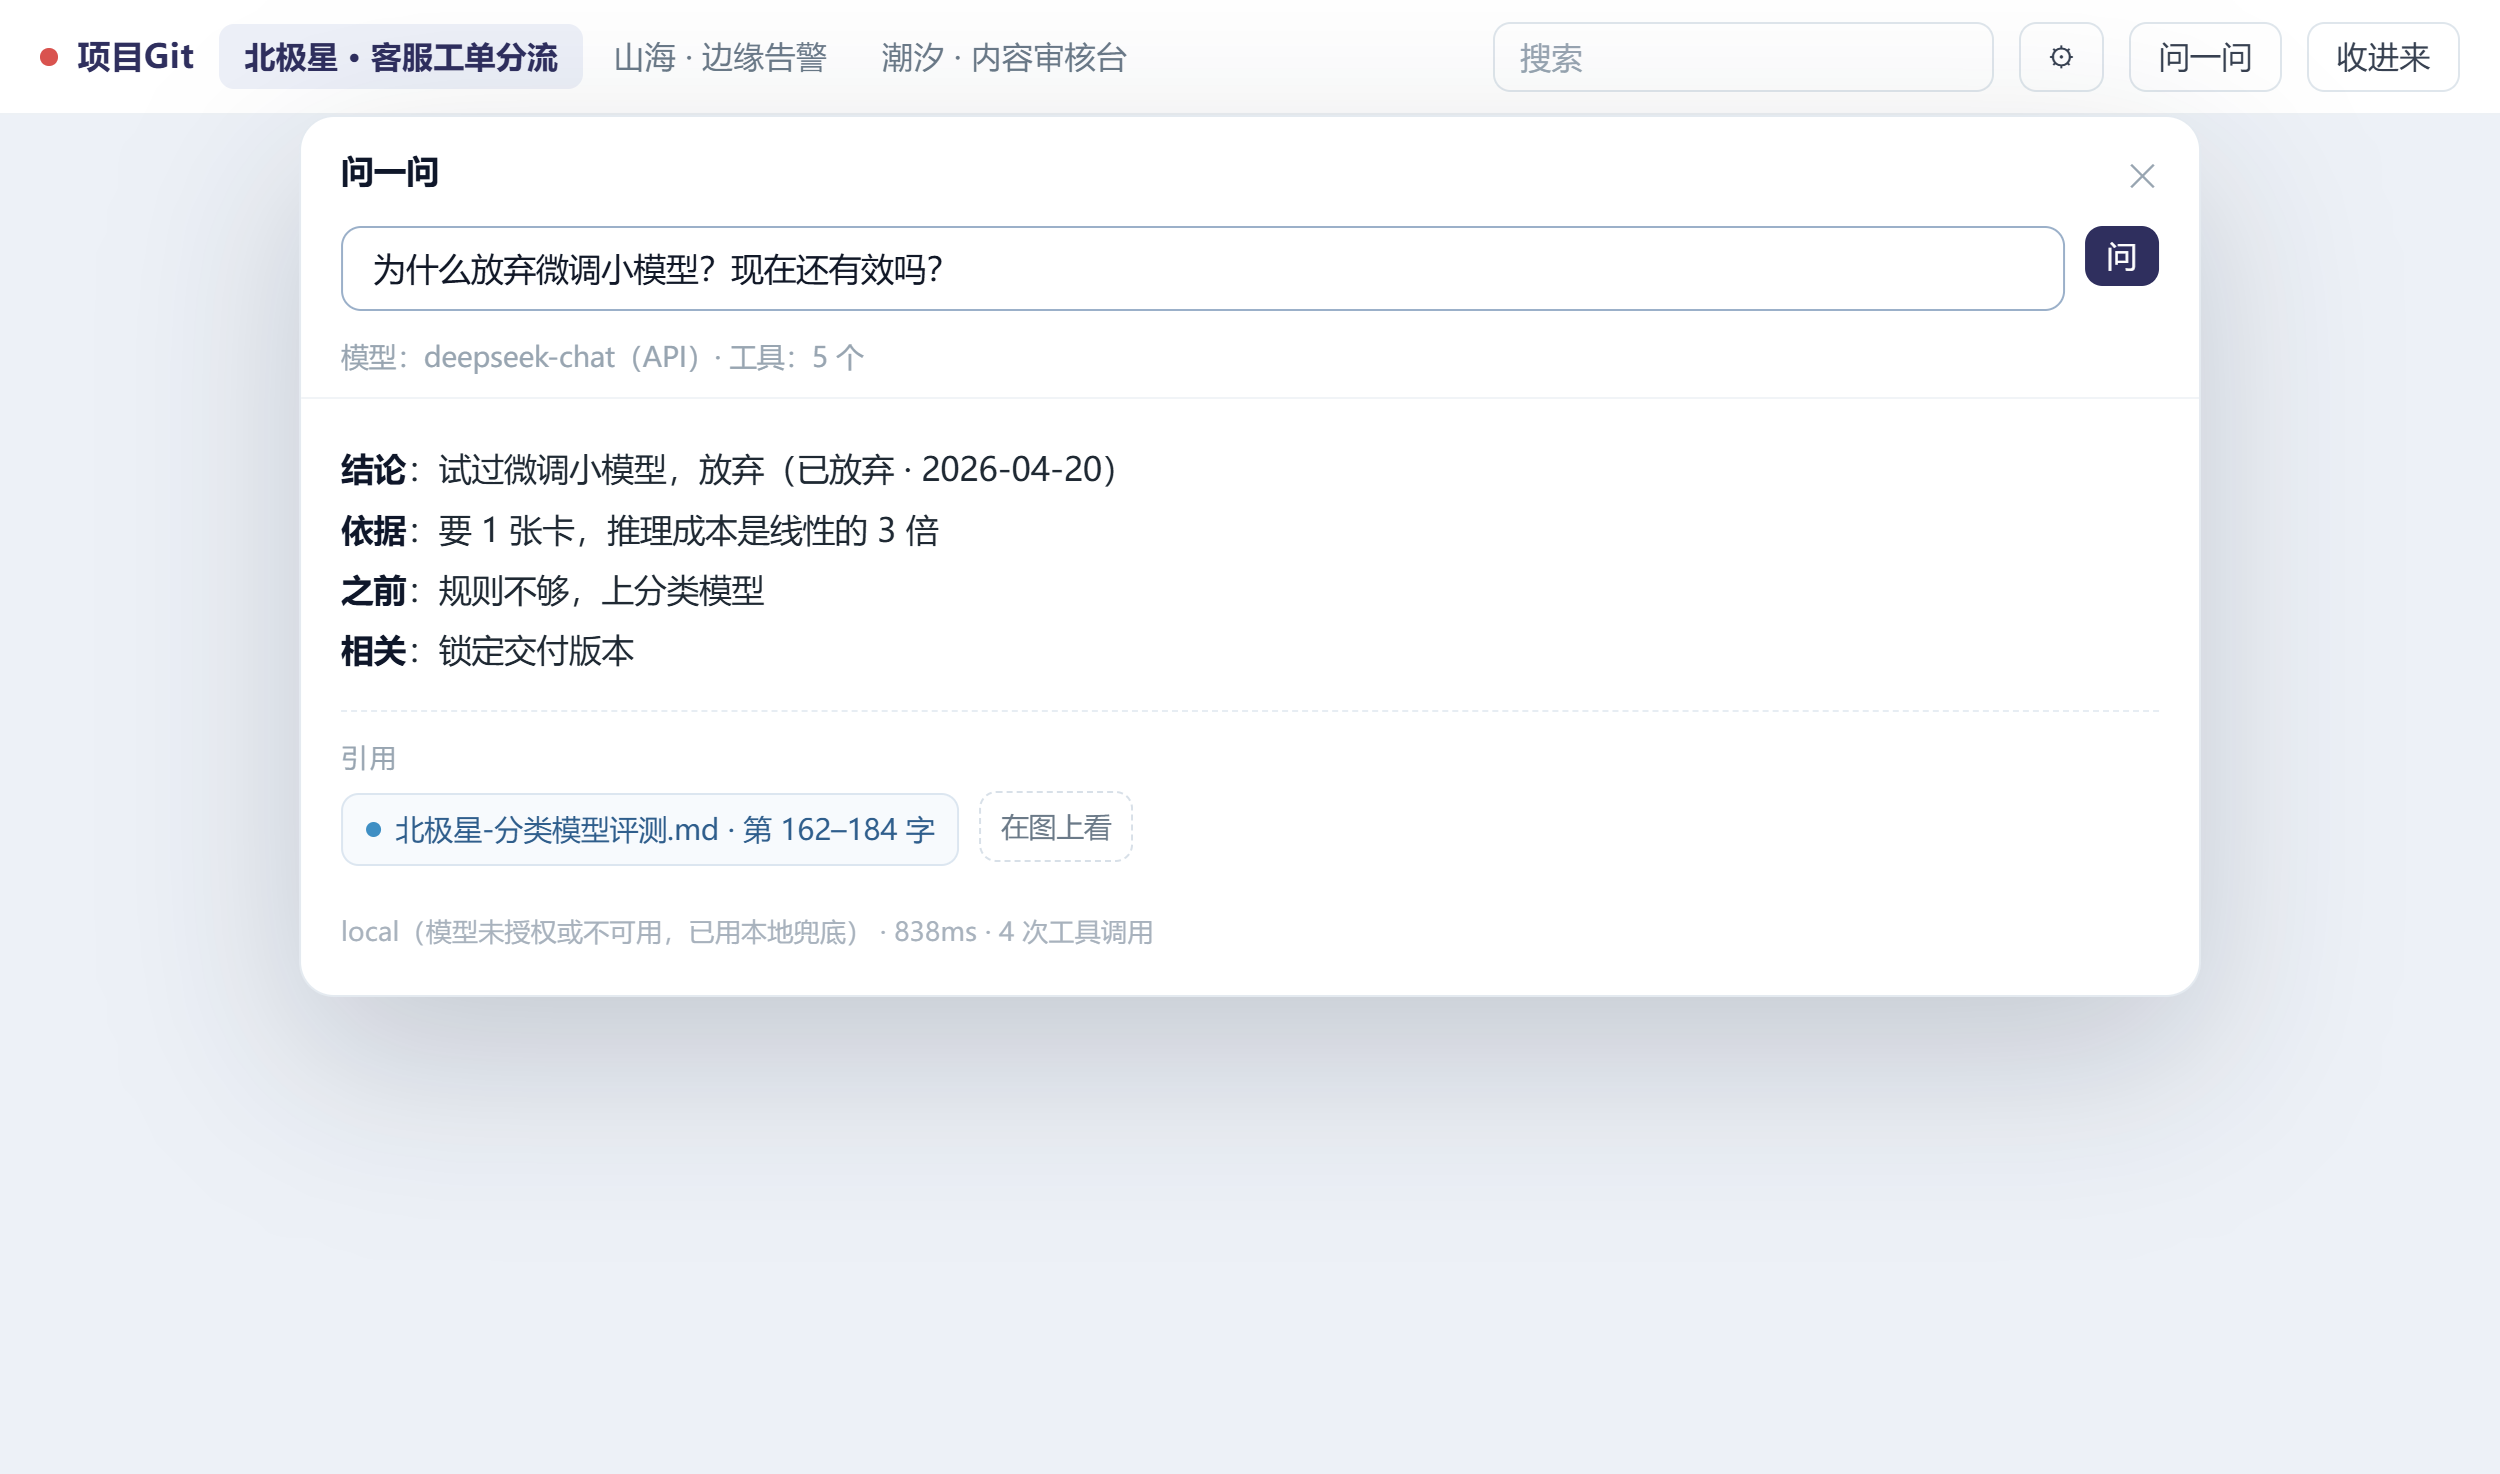 项目Git 北极星 · 客服工单分流 山海 · 边缘告警 潮汐 · 内容审核台 搜索 问一问 收进来
问一问
为什么放弃微调小模型？现在还有效吗？ 问
模型：deepseek-chat（API）· 工具：5 个
结论：试过微调小模型，放弃（已放弃 · 2026-04-20）
依据：要 1 张卡，推理成本是线性的 3 倍
之前：规则不够，上分类模型
相关：锁定交付版本
引用
北极星-分类模型评测.md · 第 162–184 字 在图上看
local（模型未授权或不可用，已用本地兜底） · 838ms · 4 次工具调用